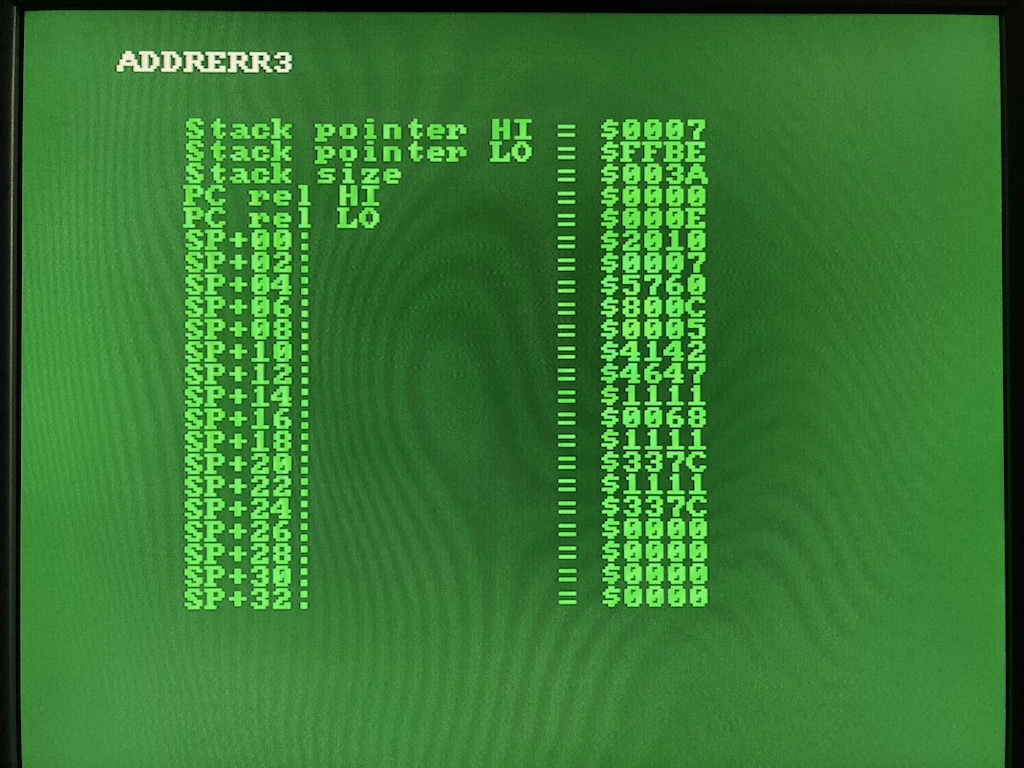 ADDRERR3
Stack pointer HI = $0007
Stack pointer LO = $FFBE
Stack size = $003A
PC rel HI = $0000
PC rel LO = $000E
SP+00: = $2010
SP+02: = $0007
SP+04: = $5760
SP+06: = $800C
SP+08: = $0005
SP+10: = $4142
SP+12: = $4647
SP+14: = $1111
SP+16: = $0068
SP+18: = $1111
SP+20: = $337C
SP+22: = $1111
SP+24: = $337C
SP+26: = $0000
SP+28: = $0000
SP+30: = $0000
SP+32: = $0000